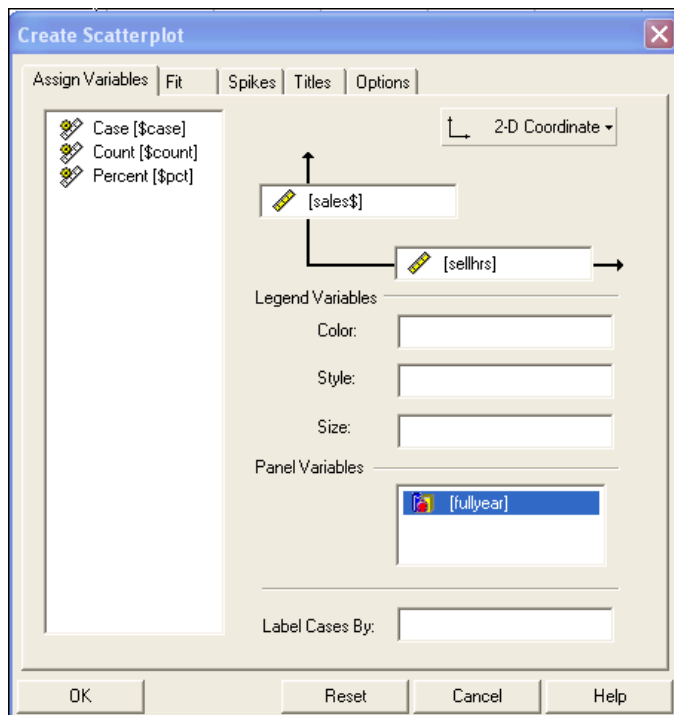 Create Scatterplot
Assign Variables Fit Spikes Titles Options
Case [$case]
Count [$count]
Percent [$pct]
2-D Coordinate
[sales$]
[sellhrs]
Legend Variables
Color:
Style:
Size:
Panel Variables
[fullyear]
Label Cases By:
OK Reset Cancel Help